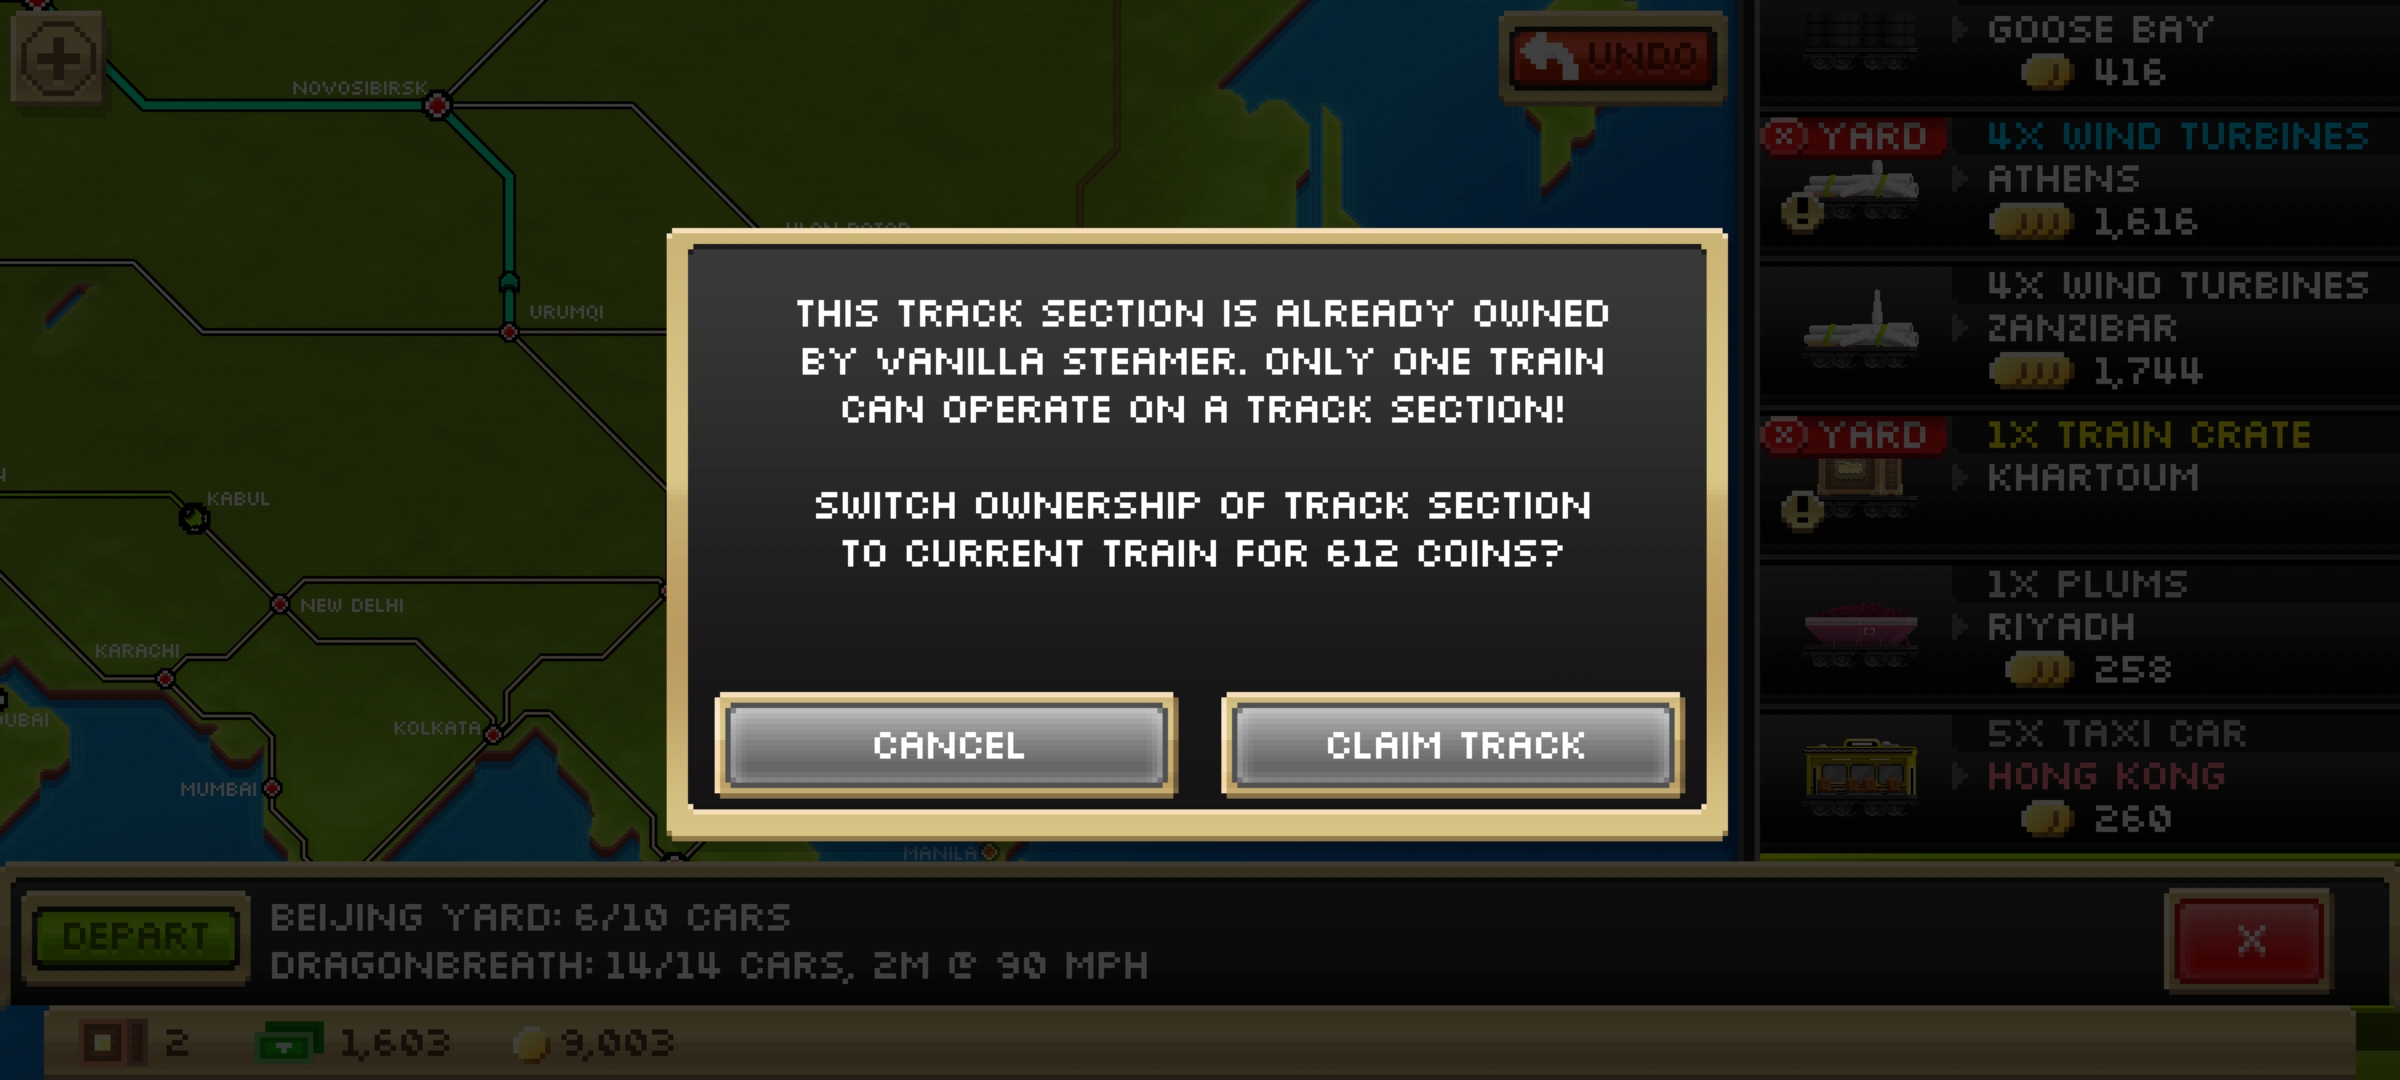 NOVOSIBIRSK
UNDO
ULAN BATOR
URUMQI
KABUL
NEW DELHI
KARACHI
DUBAI
KOLKATA
MUMBAI
MANILA
THIS TRACK SECTION IS ALREADY OWNED
BY VANILLA STEAMER. ONLY ONE TRAIN
CAN OPERATE ON A TRACK SECTION!
SWITCH OWNERSHIP OF TRACK SECTION
TO CURRENT TRAIN FOR 612 COINS?
CANCEL
CLAIM TRACK
GOOSE BAY
416
X YARD
4X WIND TURBINES
ATHENS
1,616
4X WIND TURBINES
ZANZIBAR
1,744
X YARD
1X TRAIN CRATE
KHARTOUM
1X PLUMS
RIYADH
258
5X TAXI CAR
HONG KONG
260
DEPART
BEIJING YARD: 6/10 CARS
DRAGONBREATH: 14/14 CARS, 2M @ 90 MPH
X
2
1,603
9,003